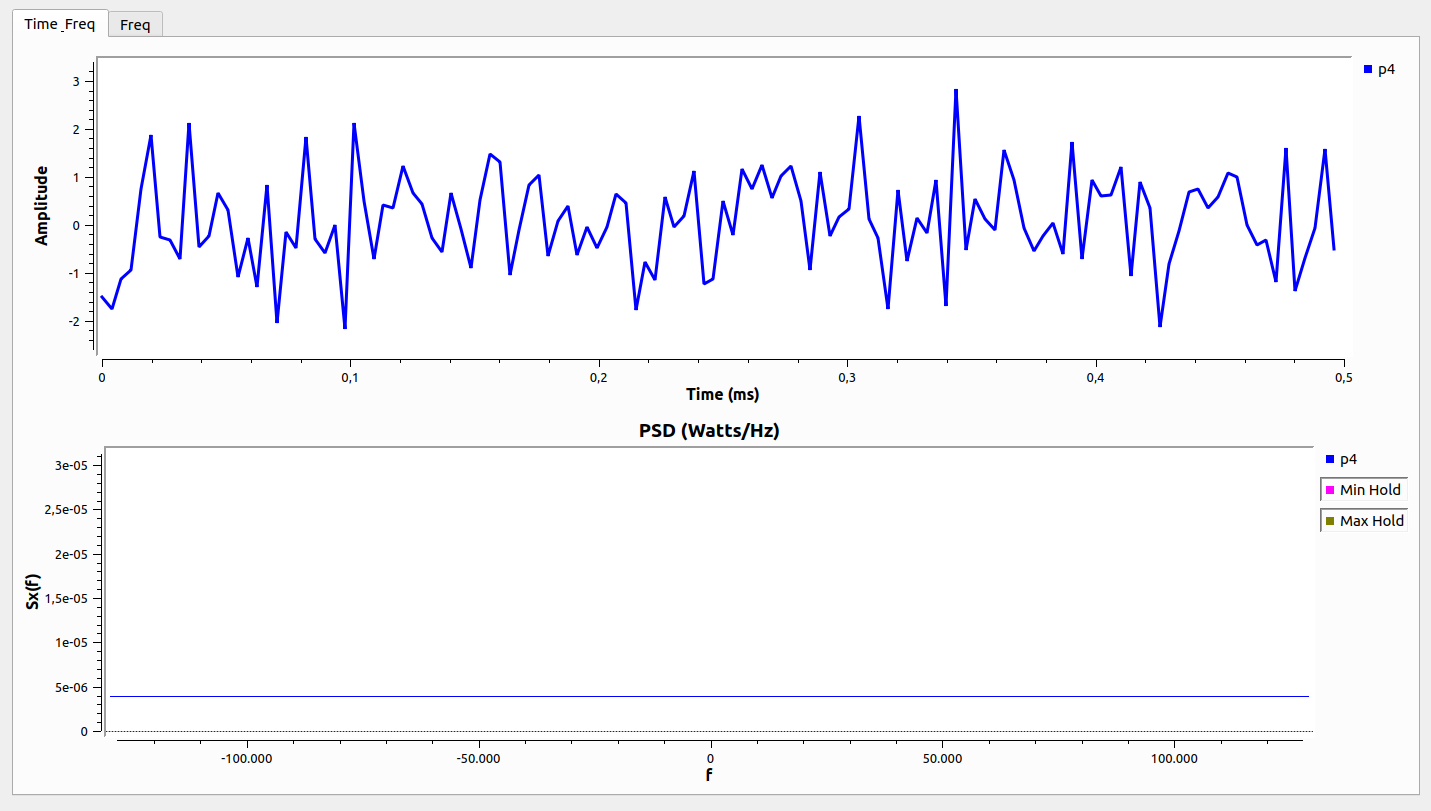 Time_Freq
Freq
3
2
1
0
-1
-2
Amplitude
0
0,1
0,2
0,3
0,4
0,5
Time (ms)
p4
PSD (Watts/Hz)
3e-05
2,5e-05
2e-05
1,5e-05
1e-05
5e-06
0
Sx(f)
-100.000
-50.000
0
50.000
100.000
f
p4
Min Hold
Max Hold